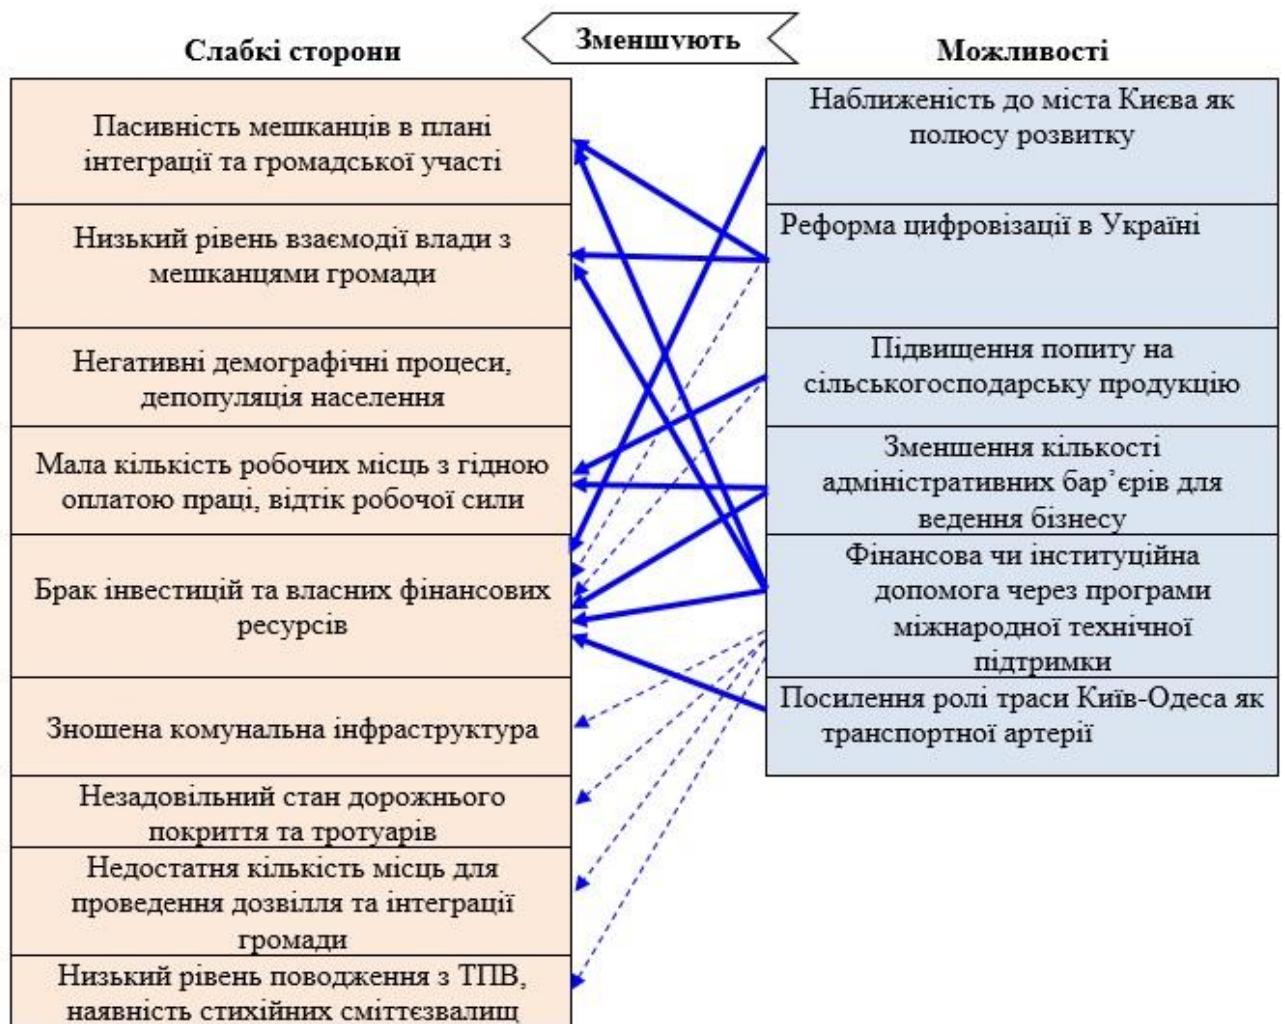 Слабкі сторони
Зменшують
Можливості
Пасивність мешканців в плані
інтеграції та громадської участі
Низький рівень взаємодії влади з
мешканцями громади
Негативні демографічні процеси,
депопуляція населення
Мала кількість робочих місць з гідною
оплатою праці, відтік робочої сили
Брак інвестицій та власних фінансових
ресурсів
Зношена комунальна інфраструктура
Незадовільний стан дорожнього
покриття та тротуарів
Недостатня кількість місць для
проведення дозвілля та інтеграції
громади
Низький рівень поводження з ТПВ,
наявність стихійних сміттєзвалищ
Наближеність до міста Києва як
полюсу розвитку
Реформа цифровізації в Україні
Підвищення попиту на
сільськогосподарську продукцію
Зменшення кількості
адміністративних бар’єрів для
ведення бізнесу
Фінансова чи інституційна
допомога через програми
міжнародної технічної
підтримки
Посилення ролі траси Київ-Одеса як
транспортної артерії